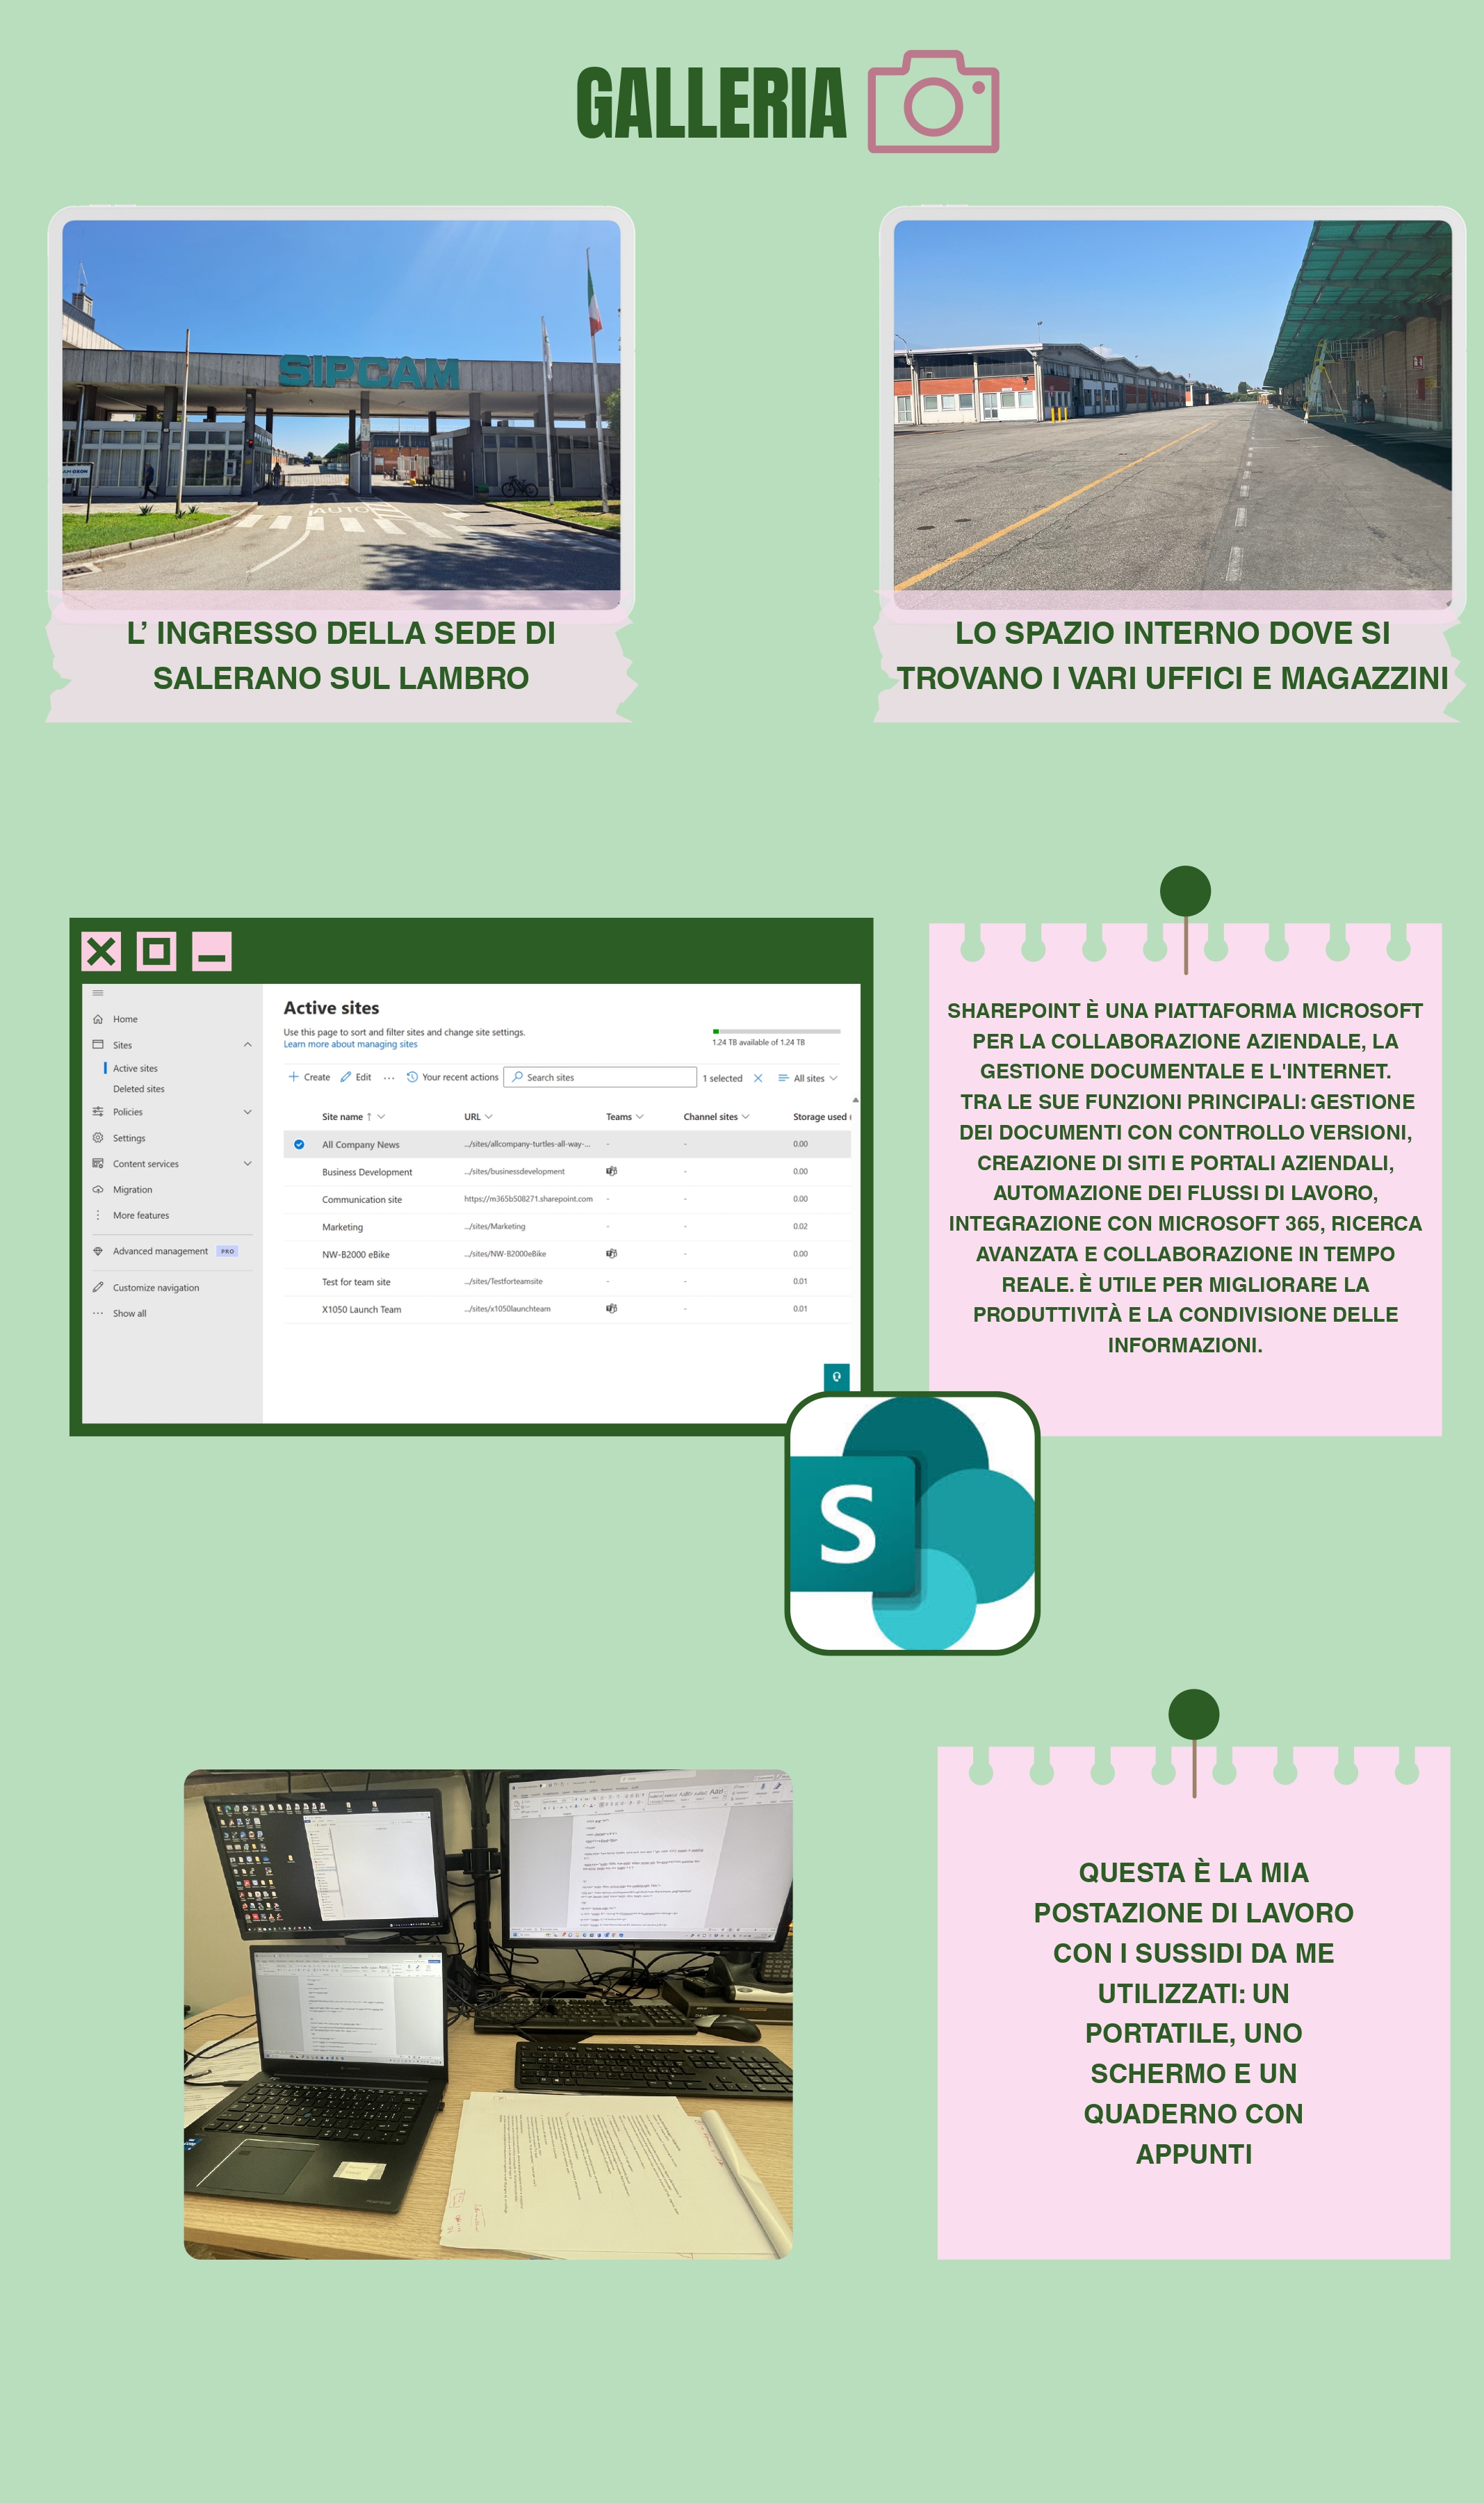 GALLERIA
SIPCAM
AUTO
L’ INGRESSO DELLA SEDE DI
SALERANO SUL LAMBRO
LO SPAZIO INTERNO DOVE SI
TROVANO I VARI UFFICI E MAGAZZINI
Home
Sites
Active sites
Deleted sites
Policies
Settings
Content services
Migration
More features
Advanced management PRO
Customize navigation
Show all
Active sites
Use this page to sort and filter sites and change site settings.
Learn more about managing sites
1.24 TB available of 1.24 TB
Create Edit ... Your recent actions Search sites 1 selected All sites
Site name ↑ URL Teams Channel sites Storage used
All Company News .../sites/allcompany-turtles-all-way-... - - 0.00
Business Development .../sites/businessdevelopment - 0.00
Communication site https://m365b508271.sharepoint.com - - 0.00
Marketing .../sites/Marketing - - 0.02
NW-B2000 eBike .../sites/NW-B2000eBike - 0.00
Test for team site .../sites/Testforteamsite - - 0.01
X1050 Launch Team .../sites/x1050launchteam - 0.01
SHAREPOINT È UNA PIATTAFORMA MICROSOFT
PER LA COLLABORAZIONE AZIENDALE, LA
GESTIONE DOCUMENTALE E L'INTERNET.
TRA LE SUE FUNZIONI PRINCIPALI: GESTIONE
DEI DOCUMENTI CON CONTROLLO VERSIONI,
CREAZIONE DI SITI E PORTALI AZIENDALI,
AUTOMAZIONE DEI FLUSSI DI LAVORO,
INTEGRAZIONE CON MICROSOFT 365, RICERCA
AVANZATA E COLLABORAZIONE IN TEMPO
REALE. È UTILE PER MIGLIORARE LA
PRODUTTIVITÀ E LA CONDIVISIONE DELLE
INFORMAZIONI.
S
QUESTA È LA MIA
POSTAZIONE DI LAVORO
CON I SUSSIDI DA ME
UTILIZZATI: UN
PORTATILE, UNO
SCHERMO E UN
QUADERNO CON
APPUNTI